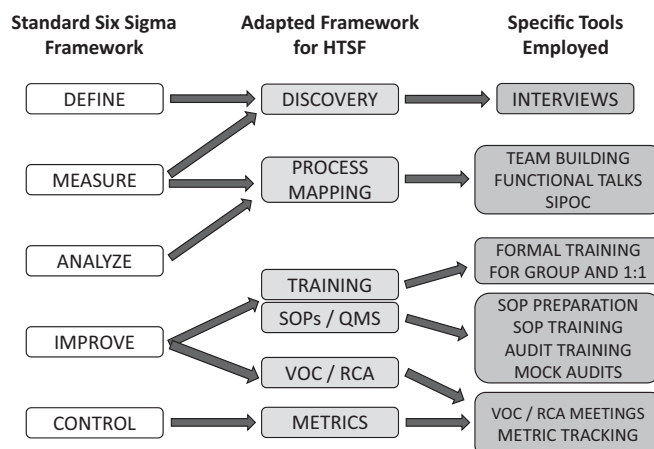 Standard Six Sigma
Framework
Adapted Framework
for HTSF
Specific Tools
Employed
DEFINE
DISCOVERY
INTERVIEWS
MEASURE
PROCESS
MAPPING
TEAM BUILDING
FUNCTIONAL TALKS
SIPOC
ANALYZE
TRAINING
FORMAL TRAINING
FOR GROUP AND 1:1
IMPROVE
SOPs / QMS
SOP PREPARATION
SOP TRAINING
AUDIT TRAINING
MOCK AUDITS
VOC / RCA
CONTROL
METRICS
VOC / RCA MEETINGS
METRIC TRACKING